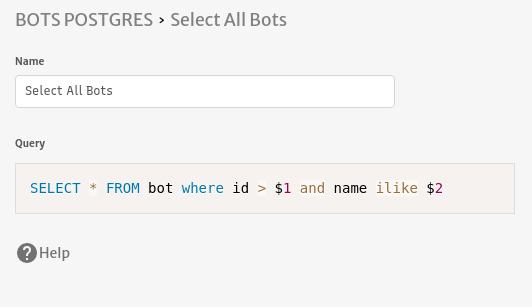 BOTS POSTGRES › Select All Bots
Name
Select All Bots
Query
SELECT * FROM bot where id > $1 and name ilike $2
? Help